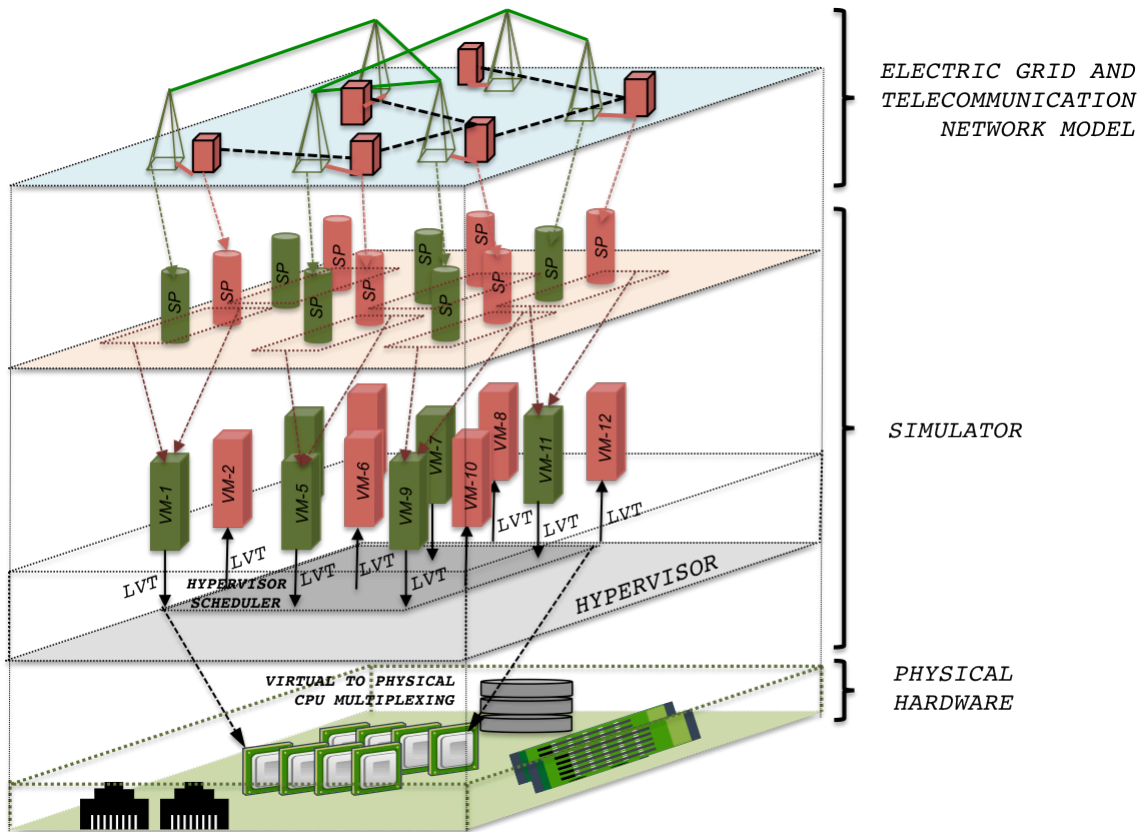 ELECTRIC GRID AND
TELECOMMUNICATION
NETWORK MODEL
SP
SP
SP
SP
SP
SP
SP
SP
SP
SP
SP
SP
SIMULATOR
VM-1
VM-2
VM-5
VM-6
VM-7
VM-8
VM-9
VM-10
VM-11
VM-12
LVT
LVT
LVT
LVT
LVT
LVT
LVT
LVT
HYPERVISOR
SCHEDULER
HYPERVISOR
VIRTUAL TO PHYSICAL
CPU MULTIPLEXING
PHYSICAL
HARDWARE